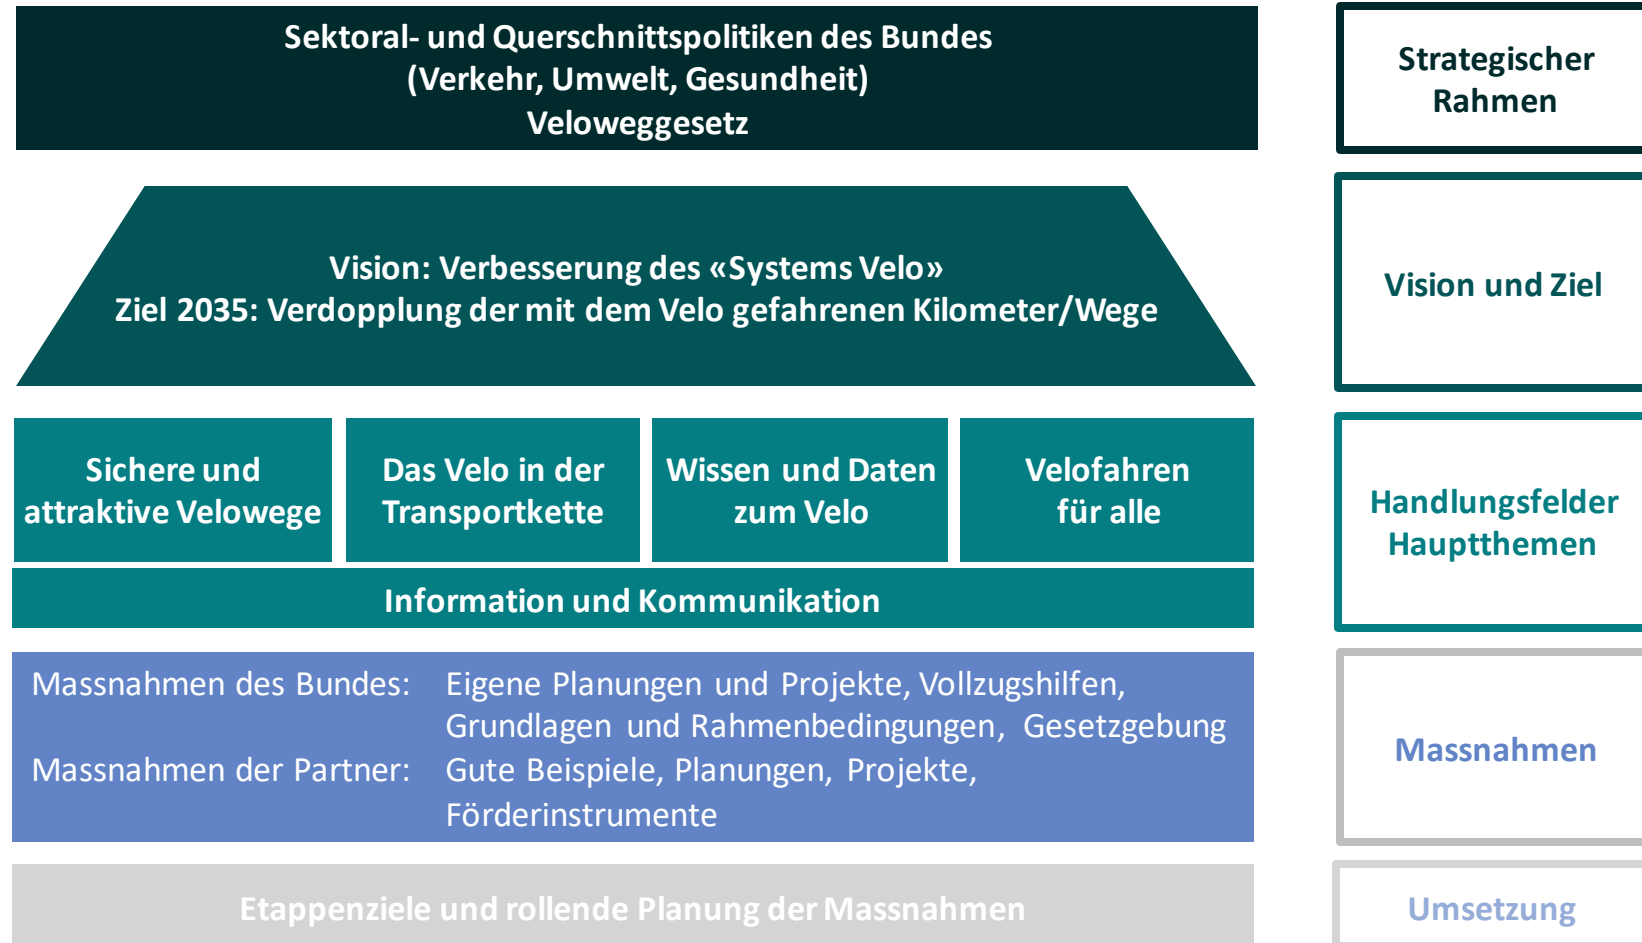 Sektoral- und Querschnittspolitiken des Bundes
(Verkehr, Umwelt, Gesundheit)
Veloweggesetz
Strategischer
Rahmen
Vision: Verbesserung des «Systems Velo»
Ziel 2035: Verdopplung der mit dem Velo gefahrenen Kilometer/Wege
Vision und Ziel
Sichere und
attraktive Velowege
Das Velo in der
Transportkette
Wissen und Daten
zum Velo
Velofahren
für alle
Information und Kommunikation
Handlungsfelder
Hauptthemen
Massnahmen des Bundes: Eigene Planungen und Projekte, Vollzugshilfen,
Grundlagen und Rahmenbedingungen, Gesetzgebung
Massnahmen der Partner: Gute Beispiele, Planungen, Projekte,
Förderinstrumente
Massnahmen
Etappenziele und rollende Planung der Massnahmen
Umsetzung